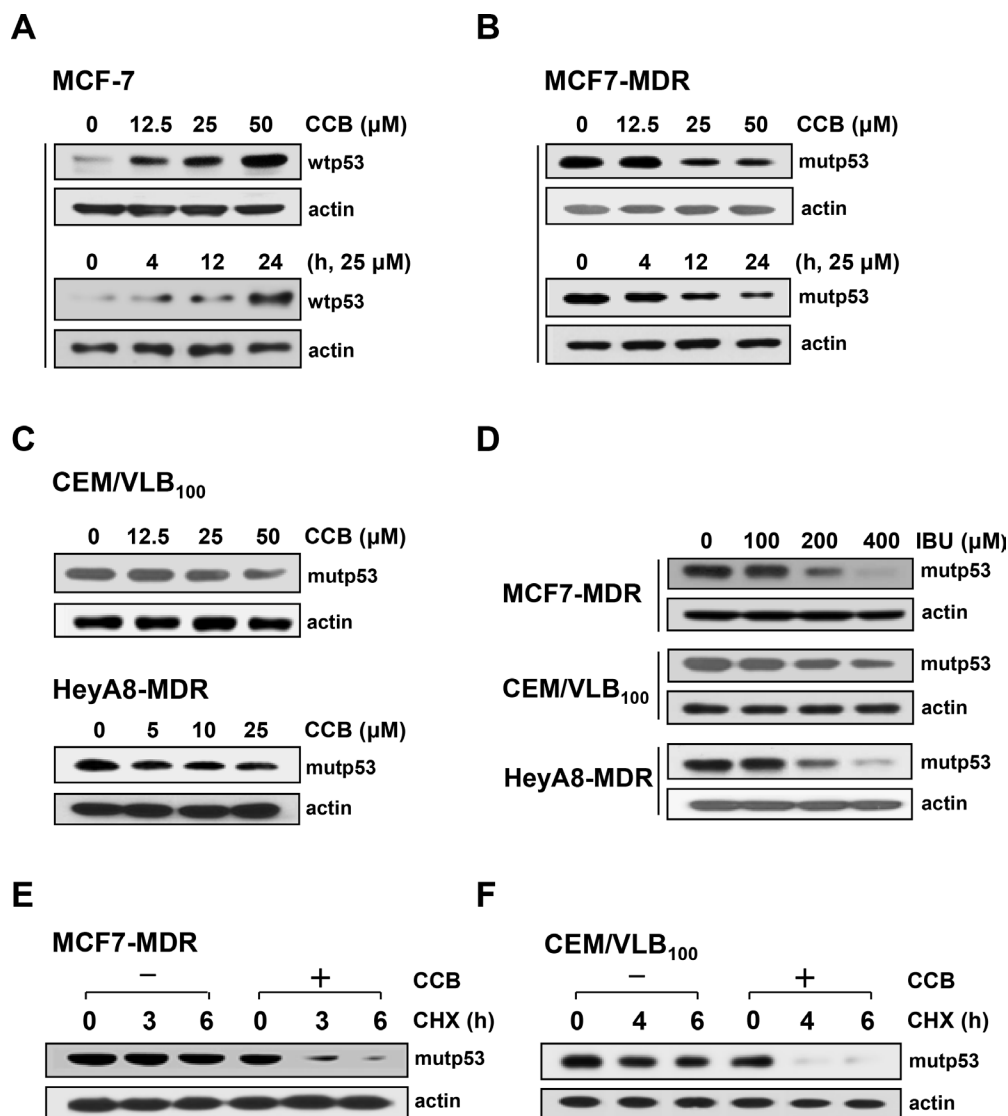 A
MCF-7
0 12.5 25 50 CCB (μM)
wtp53
actin
0 4 12 24 (h, 25 μM)
wtp53
actin
B
MCF7-MDR
0 12.5 25 50 CCB (μM)
mutp53
actin
0 4 12 24 (h, 25 μM)
mutp53
actin
C
CEM/VLB100
0 12.5 25 50 CCB (μM)
mutp53
actin
HeyA8-MDR
0 5 10 25 CCB (μM)
mutp53
actin
D
0 100 200 400 IBU (μM)
MCF7-MDR
mutp53
actin
CEM/VLB100
mutp53
actin
HeyA8-MDR
mutp53
actin
E
MCF7-MDR
− + CCB
0 3 6 0 3 6 CHX (h)
mutp53
actin
F
CEM/VLB100
− + CCB
0 4 6 0 4 6 CHX (h)
mutp53
actin